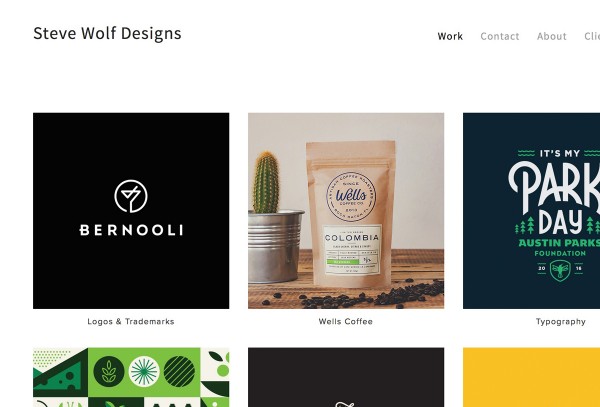 Steve Wolf Designs
Work Contact About
BERNOOLI
Logos & Trademarks
SINCE
Wells
COFFEE CO.
COLOMBIA
Wells Coffee
IT'S MY
PARK
DAY
AUSTIN PARKS
FOUNDATION
20 16
Typography